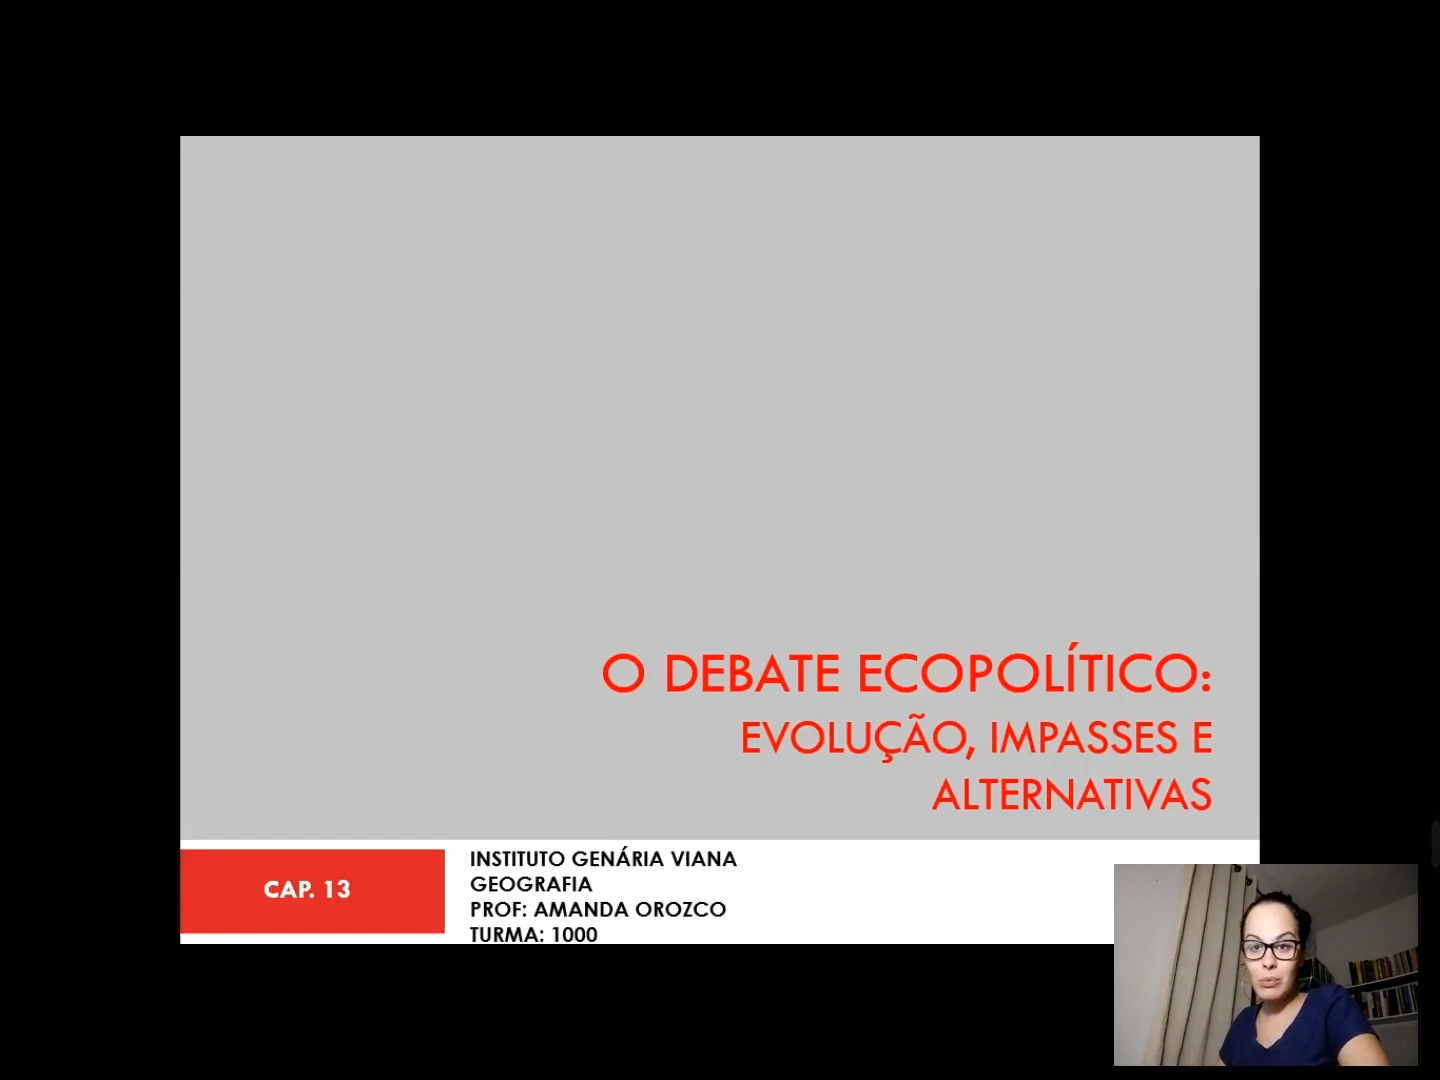 O DEBATE ECOPOLÍTICO:
EVOLUÇÃO, IMPASSES E
ALTERNATIVAS
CAP. 13
INSTITUTO GENÁRIA VIANA
GEOGRAFIA
PROF: AMANDA OROZCO
TURMA: 1000